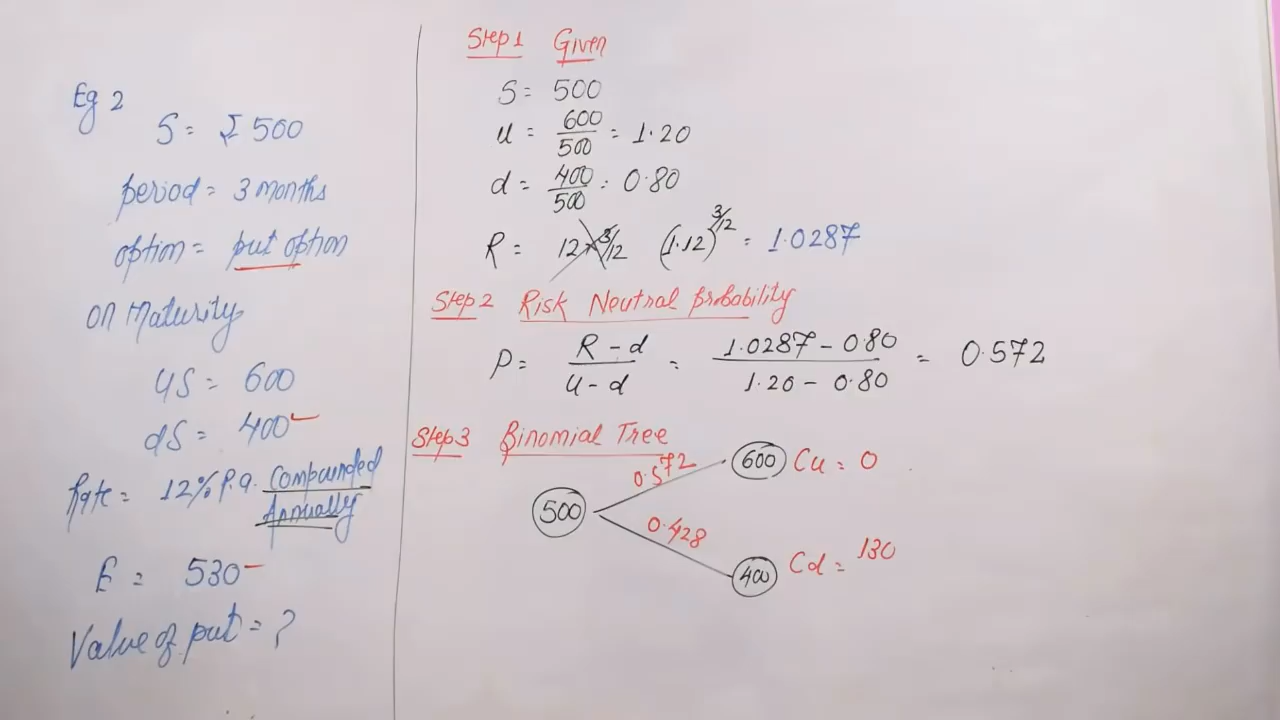 Eg 2
S = ₹ 500
period = 3 months
option = put option
on Maturity
uS = 600
dS = 400
Rate = 12% P.a. Compounded
Annually
E = 530
Value of put = ?
Step 1 Given
S = 500
u = 600/500 = 1.20
d = 400/500 = 0.80
R = 12 × 3/12 (1.12)^3/12 = 1.0287
Step 2 Risk Neutral Probability
P = R - d / u - d = 1.0287 - 0.80 / 1.20 - 0.80 = 0.572
Step 3 Binomial Tree
500
0.572
600 Cu = 0
0.428
400 Cd = 130